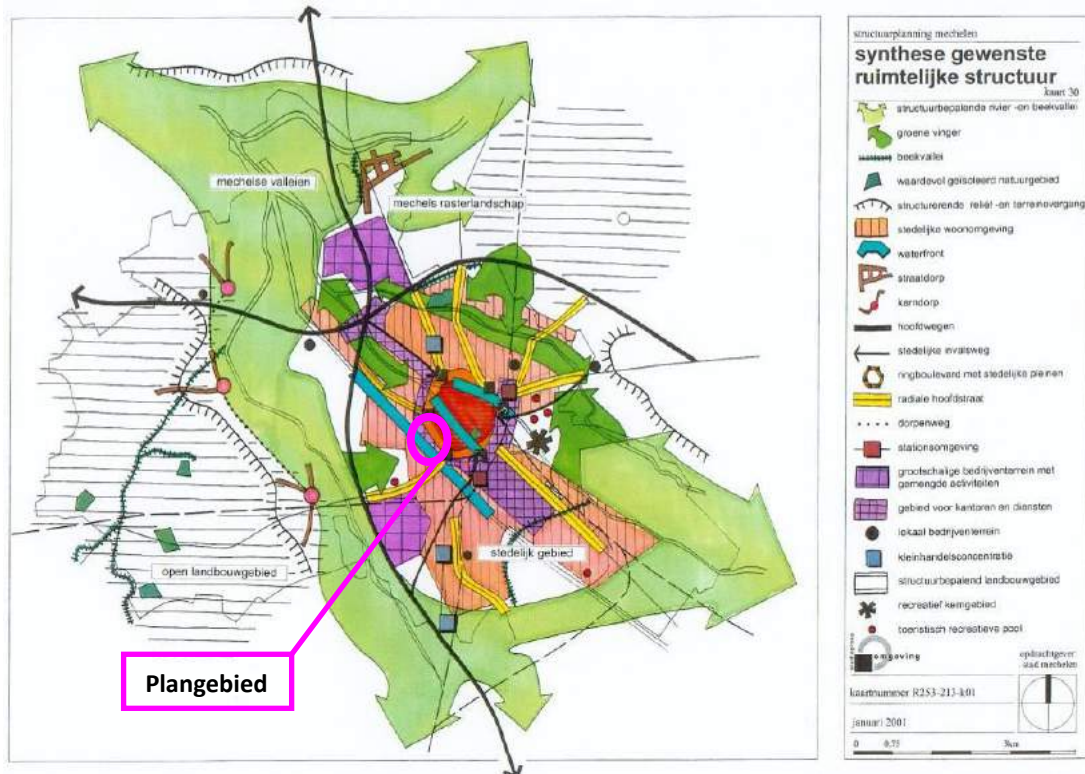 mechelse valleien
mechels rasterlandschap
open landbouwgebied
stedelijk gebied
Plangebied
structuurplanning mechelen
synthese gewenste
ruimtelijke structuur
kaart 30
structuurbepalende rivier -en beekvallei
groene vinger
beekvallei
waardevol geïsoleerd natuurgebied
structurerende reliëf -en terreinovergang
stedelijke woonomgeving
waterfront
straatdorp
kerndorp
hoofdwegen
stedelijke invalsweg
ringboulevard met stedelijke pleinen
radiale hoofdstraat
dorpenweg
stationsomgeving
grootschalige bedrijventerrein met
gemengde activiteiten
gebied voor kantoren en diensten
lokaal bedrijventerrein
kleinhandelsconcentratie
structuurbepalend landbouwgebied
recreatief kerngebied
toeristisch recreatieve pool
omgeving
opdrachtgever
stad mechelen
kaartnummer R253-213-k01
januari 2001
0 0,75 3km